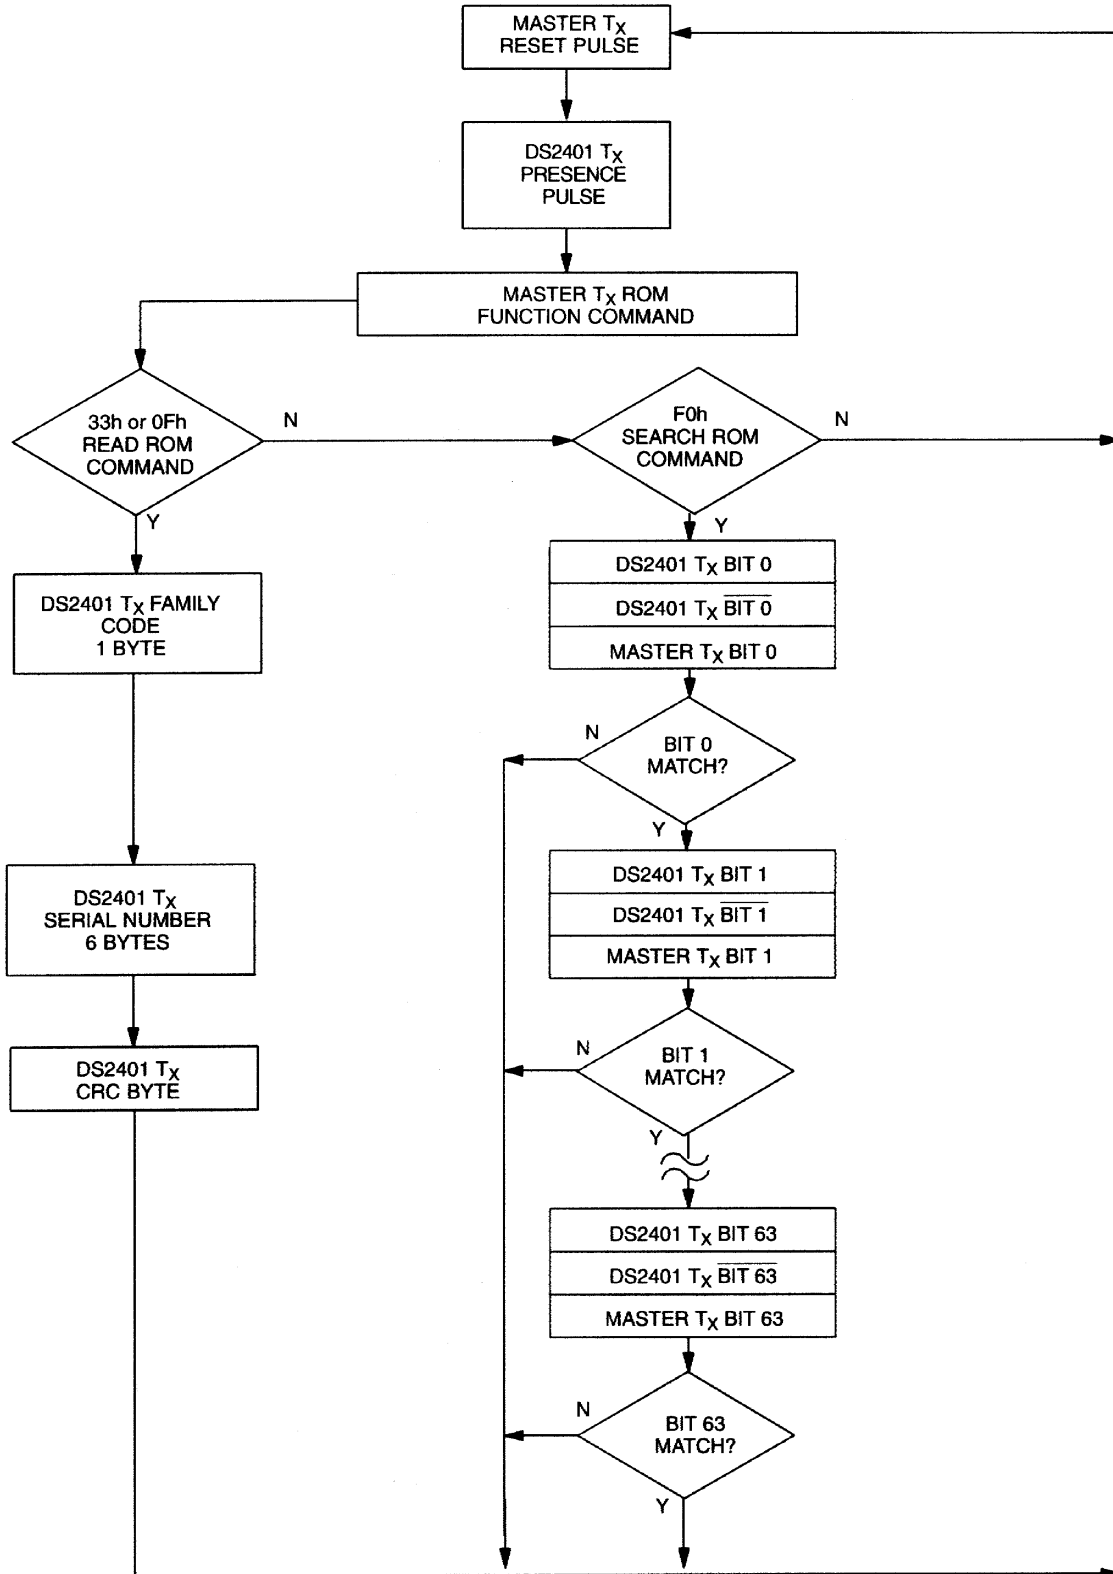 MASTER TX
RESET PULSE
DS2401 TX
PRESENCE
PULSE
MASTER TX ROM
FUNCTION COMMAND
33h or 0Fh
READ ROM
COMMAND
N
Y
F0h
SEARCH ROM
COMMAND
N
Y
DS2401 TX FAMILY
CODE
1 BYTE
DS2401 TX
SERIAL NUMBER
6 BYTES
DS2401 TX
CRC BYTE
DS2401 TX BIT 0
DS2401 TX B̅I̅T̅ ̅0̅
MASTER TX BIT 0
N
BIT 0
MATCH?
Y
DS2401 TX BIT 1
DS2401 TX B̅I̅T̅ ̅1̅
MASTER TX BIT 1
N
BIT 1
MATCH?
Y
DS2401 TX BIT 63
DS2401 TX B̅I̅T̅ ̅6̅3̅
MASTER TX BIT 63
N
BIT 63
MATCH?
Y